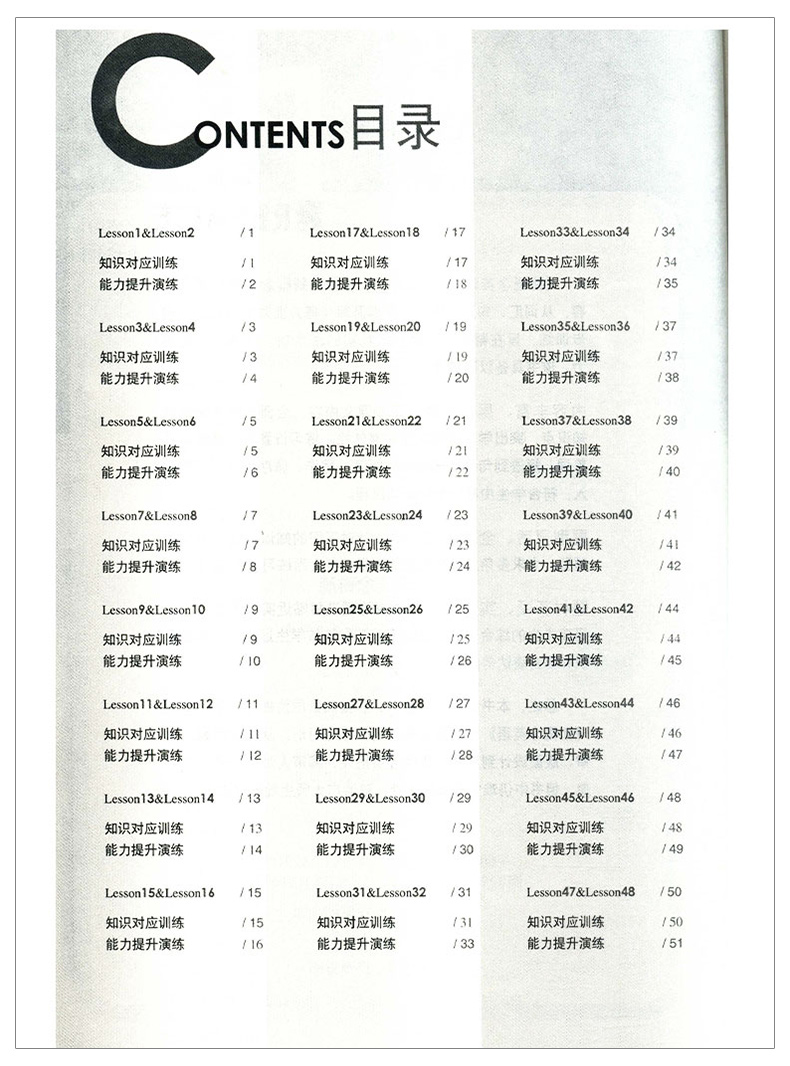 CONTENTS目录
Lesson1&Lesson2 / 1
知识对应训练 / 1
能力提升演练 / 2
Lesson3&Lesson4 / 3
知识对应训练 / 3
能力提升演练 / 4
Lesson5&Lesson6 / 5
知识对应训练 / 5
能力提升演练 / 6
Lesson7&Lesson8 / 7
知识对应训练 / 7
能力提升演练 / 8
Lesson9&Lesson10 / 9
知识对应训练 / 9
能力提升演练 / 10
Lesson11&Lesson12 / 11
知识对应训练 / 11
能力提升演练 / 12
Lesson13&Lesson14 / 13
知识对应训练 / 13
能力提升演练 / 14
Lesson15&Lesson16 / 15
知识对应训练 / 15
能力提升演练 / 16
Lesson17&Lesson18 / 17
知识对应训练 / 17
能力提升演练 / 18
Lesson19&Lesson20 / 19
知识对应训练 / 19
能力提升演练 / 20
Lesson21&Lesson22 / 21
知识对应训练 / 21
能力提升演练 / 22
Lesson23&Lesson24 / 23
知识对应训练 / 23
能力提升演练 / 24
Lesson25&Lesson26 / 25
知识对应训练 / 25
能力提升演练 / 26
Lesson27&Lesson28 / 27
知识对应训练 / 27
能力提升演练 / 28
Lesson29&Lesson30 / 29
知识对应训练 / 29
能力提升演练 / 30
Lesson31&Lesson32 / 31
知识对应训练 / 31
能力提升演练 / 33
Lesson33&Lesson34 / 34
知识对应训练 / 34
能力提升演练 / 35
Lesson35&Lesson36 / 37
知识对应训练 / 37
能力提升演练 / 38
Lesson37&Lesson38 / 39
知识对应训练 / 39
能力提升演练 / 40
Lesson39&Lesson40 / 41
知识对应训练 / 41
能力提升演练 / 42
Lesson41&Lesson42 / 44
知识对应训练 / 44
能力提升演练 / 45
Lesson43&Lesson44 / 46
知识对应训练 / 46
能力提升演练 / 47
Lesson45&Lesson46 / 48
知识对应训练 / 48
能力提升演练 / 49
Lesson47&Lesson48 / 50
知识对应训练 / 50
能力提升演练 / 51